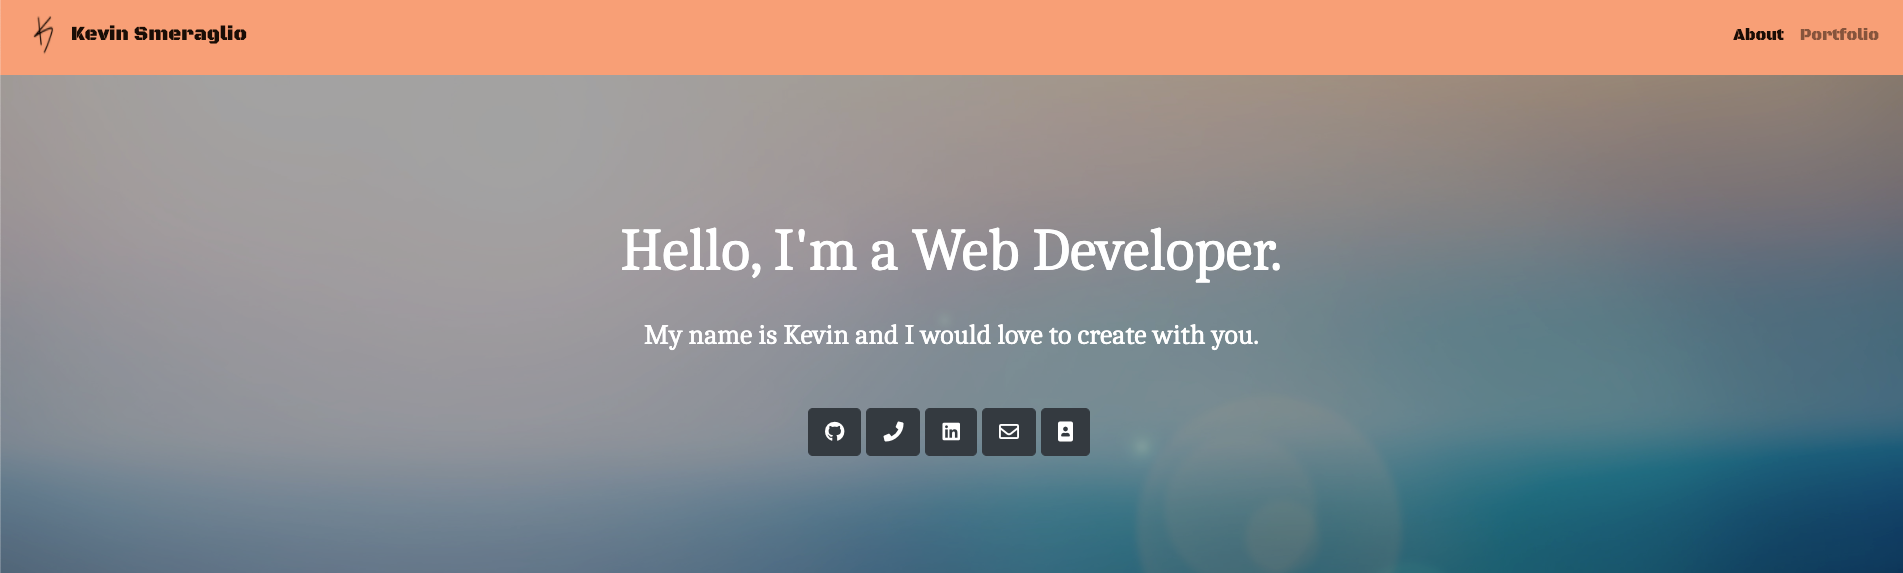 Kevin Smeraglio
About
Portfolio
Hello, I'm a Web Developer.
My name is Kevin and I would love to create with you.